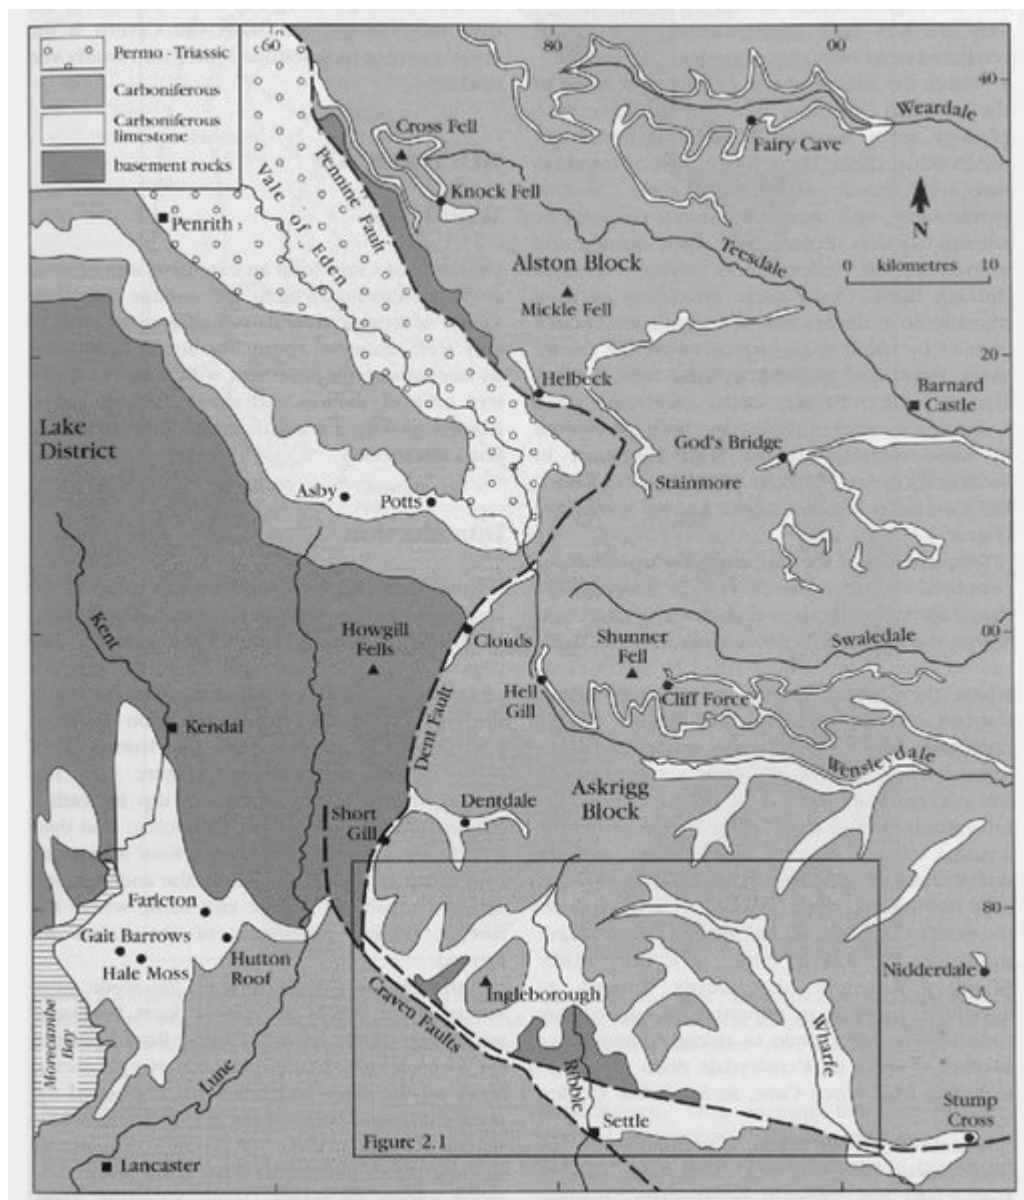 Permo - Triassic
Carboniferous
Carboniferous
limestone
basement rocks
60
80
00
40
Weardale
Cross Fell
Fairy Cave
Knock Fell
Pennine Fault
Vale of Eden
Penrith
N
Teesdale
Alston Block
0 kilometres 10
Mickle Fell
20
Helbeck
Barnard
Castle
Lake
District
God's Bridge
Stainmore
Asby
Potts
Kent
Howgill
Fells
Clouds
Shunner
Fell
Swaledale
00
Hell
Gill
Cliff Force
Kendal
Dent Fault
Wensleydale
Askrigg
Block
Short
Gill
Dentdale
Farleton
80
Gait Barrows
Hale Moss
Hutton
Roof
Nidderdale
Ingleborough
Craven Faults
Morecambe
Bay
Wharfe
Lune
Ribble
Stump
Cross
Settle
Figure 2.1
Lancaster